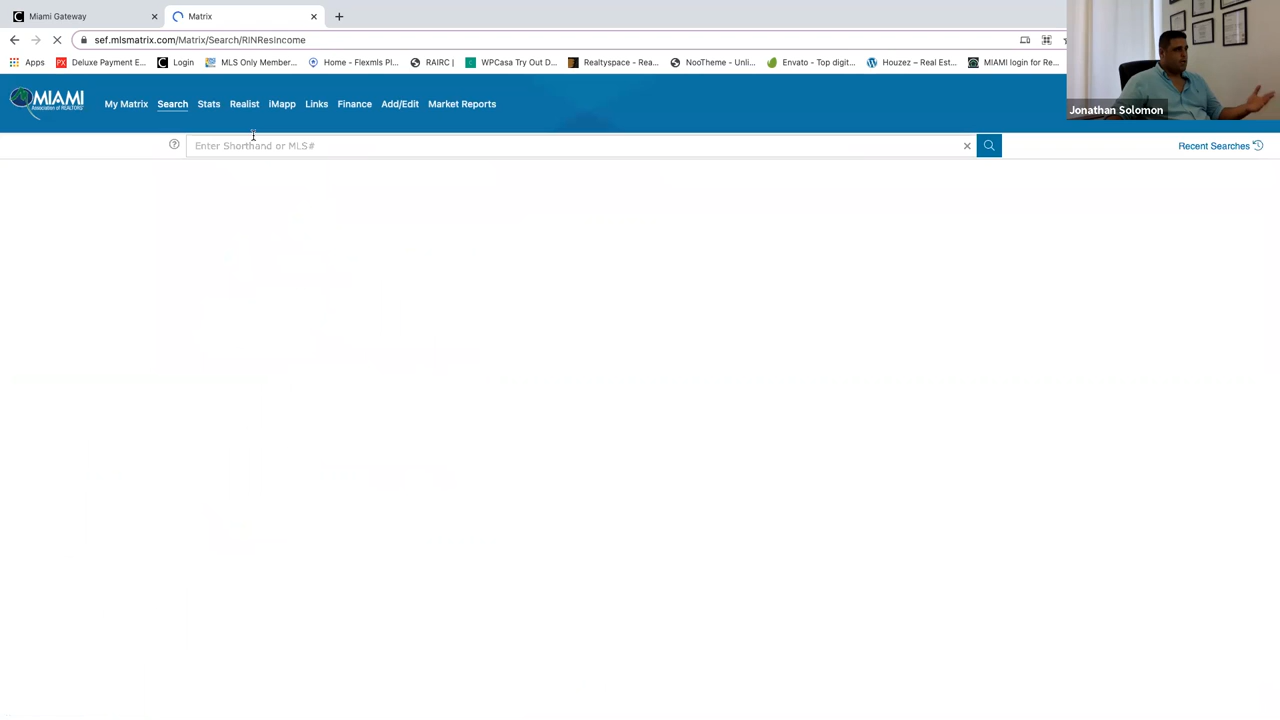 Miami Gateway
Matrix
sef.mlsmatrix.com/Matrix/Search/RINResIncome
Apps
Deluxe Payment E...
Login
MLS Only Member...
Home - Flexmls Pl...
RAIRC |
WPCasa Try Out D...
Realtyspace - Rea...
NooTheme - Unli...
Envato - Top digit...
Houzez – Real Est...
MIAMI login for Re...
MIAMI
My Matrix
Search
Stats
Realist
iMapp
Links
Finance
Add/Edit
Market Reports
Jonathan Solomon
Enter Shorthand or MLS#
Recent Searches